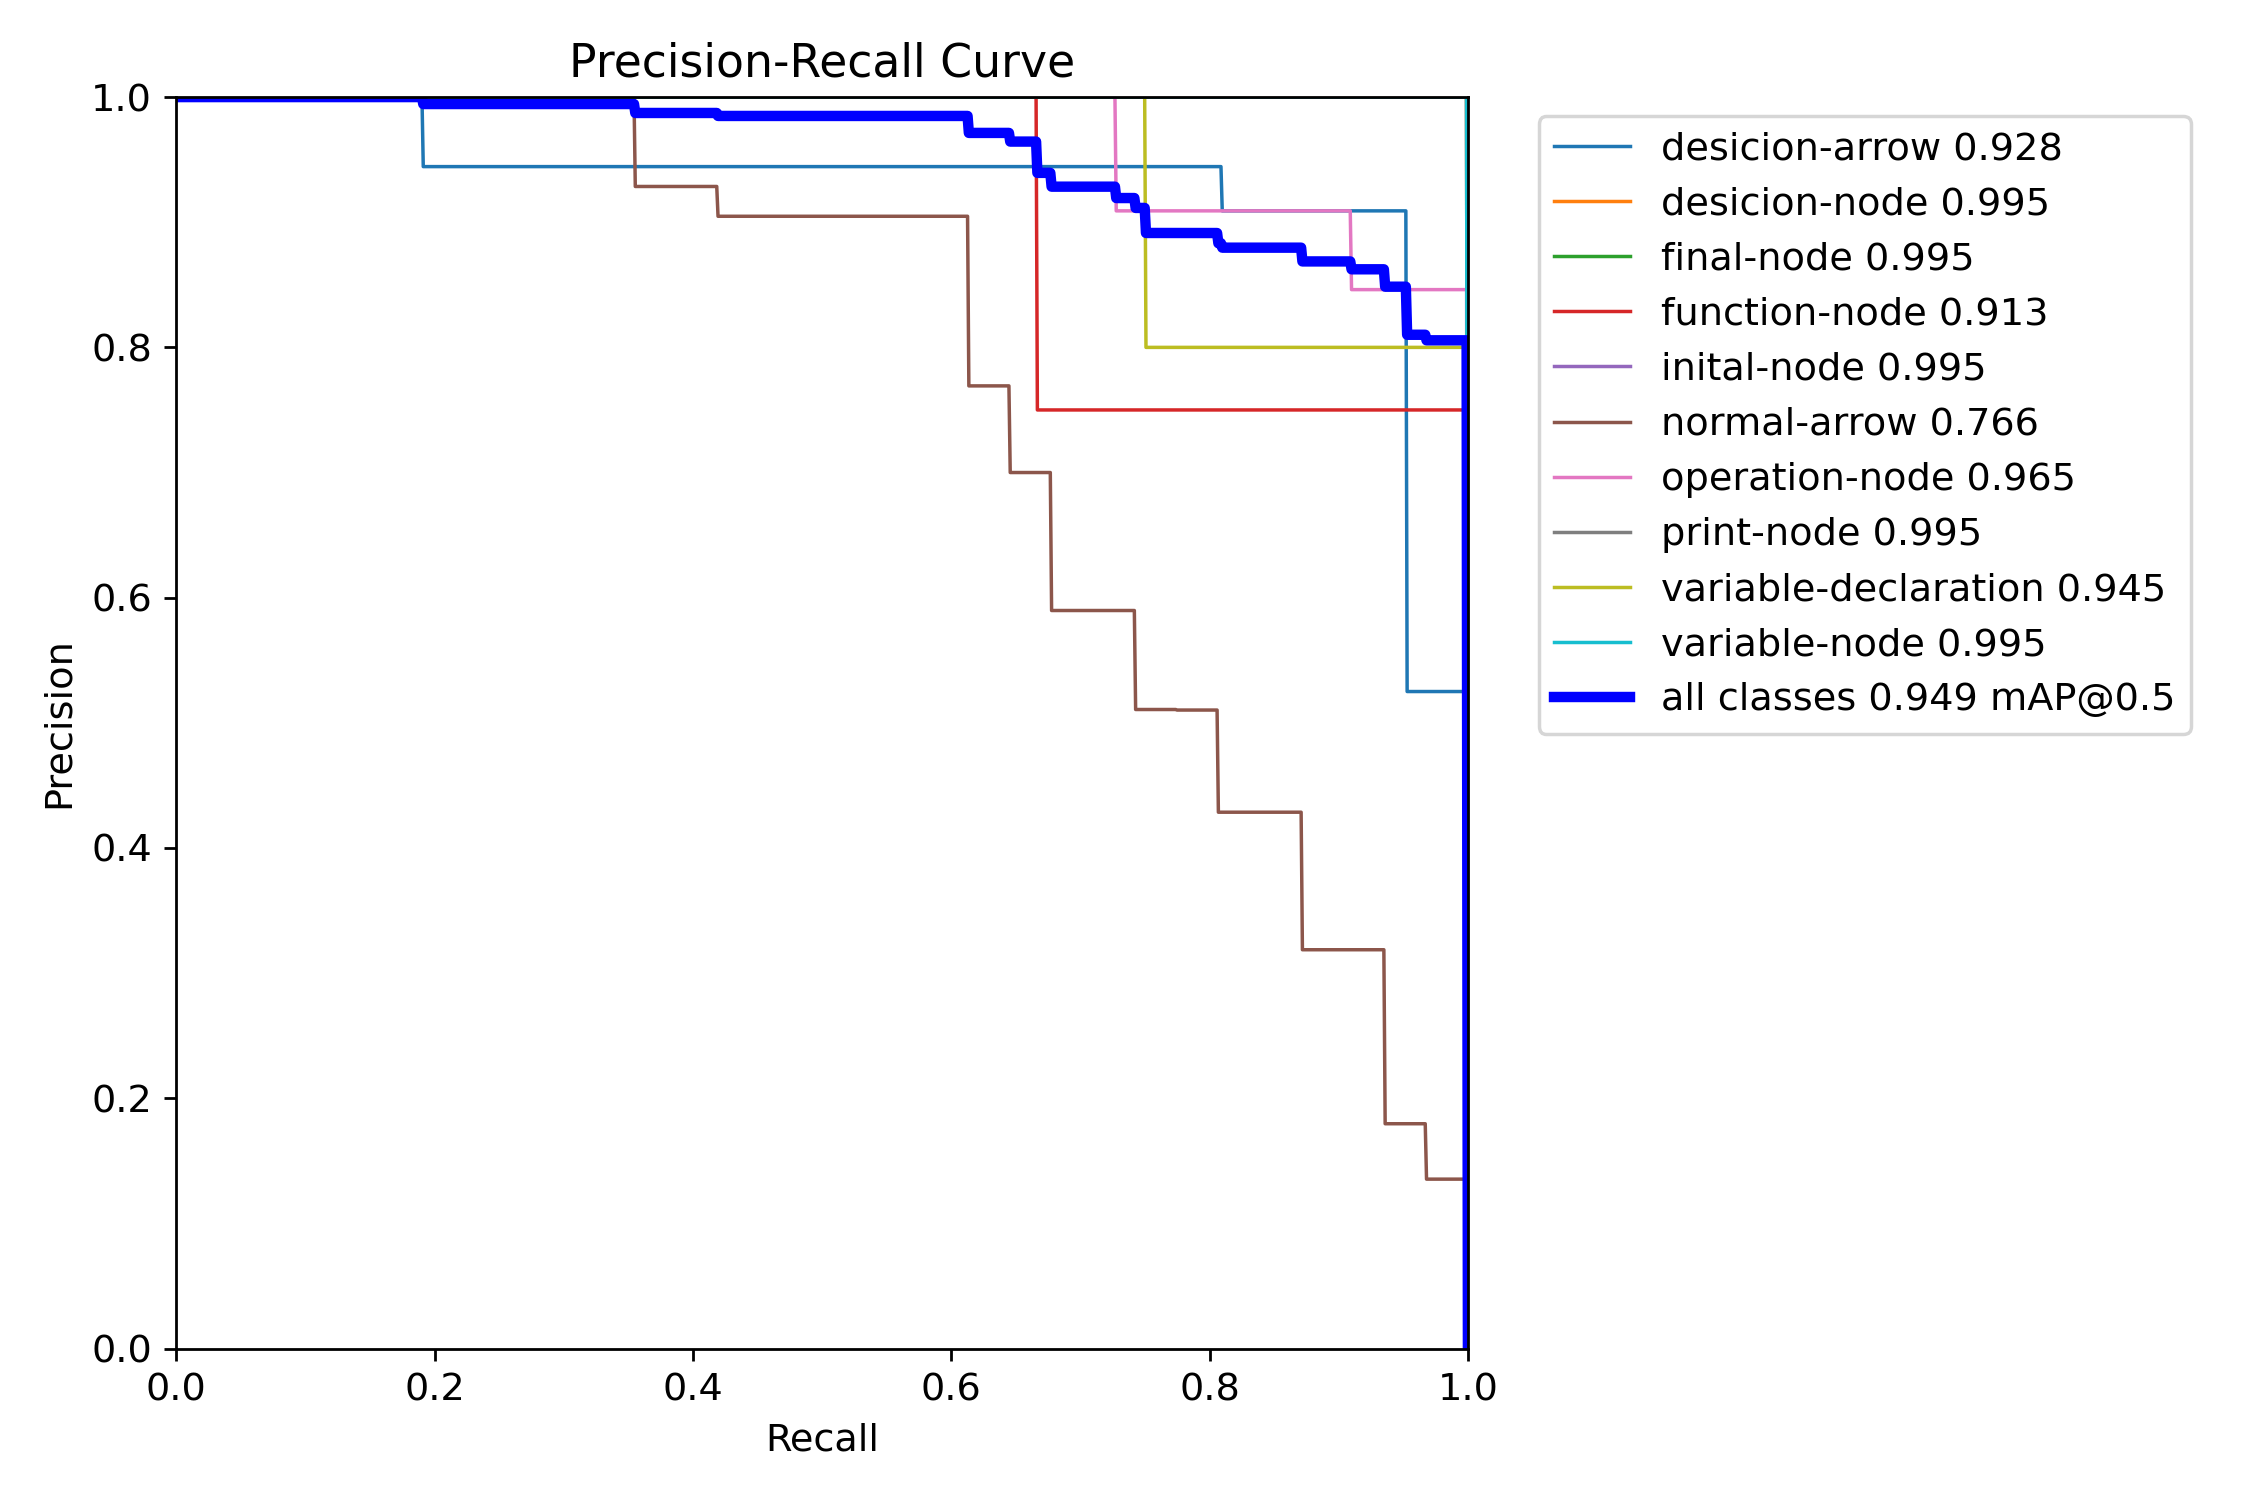 Precision-Recall Curve
1.0
0.8
0.6
0.4
0.2
0.0
Precision
0.0 0.2 0.4 0.6 0.8 1.0
Recall
desicion-arrow 0.928
desicion-node 0.995
final-node 0.995
function-node 0.913
inital-node 0.995
normal-arrow 0.766
operation-node 0.965
print-node 0.995
variable-declaration 0.945
variable-node 0.995
all classes 0.949 mAP@0.5